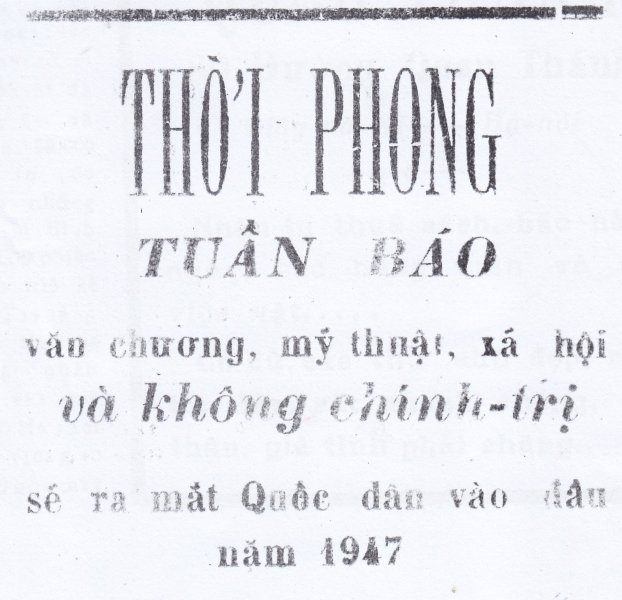 THỜI PHONG
TUẦN BÁO
văn chương, mỹ thuật, xã hội
và không chính-trị
sẽ ra mắt Quốc dân vào đầu
năm 1947